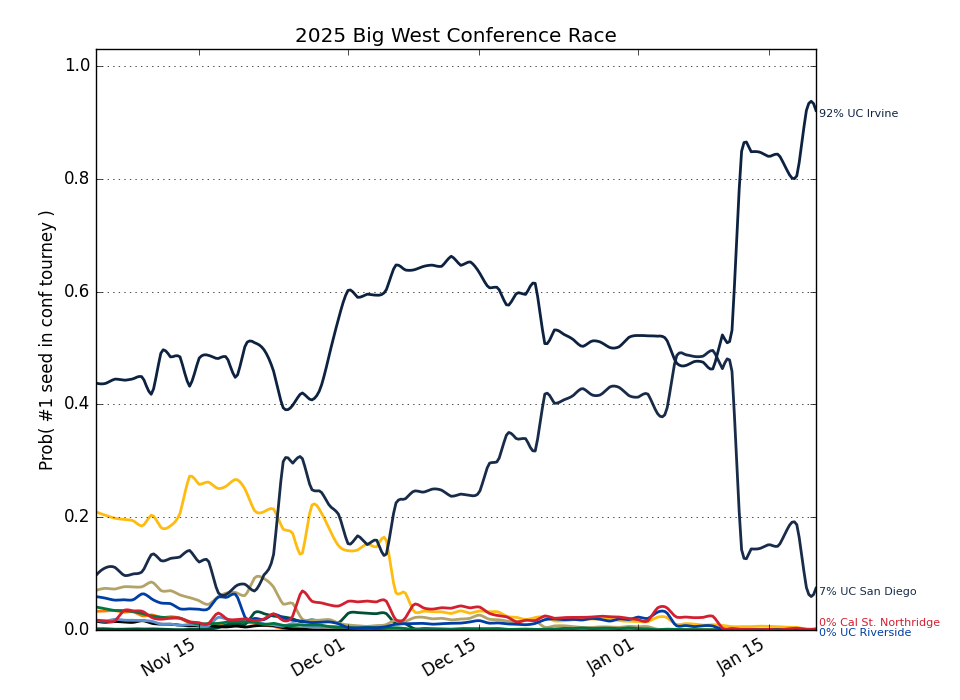 2025 Big West Conference Race
Prob( #1 seed in conf tourney )
1.0
0.8
0.6
0.4
0.2
0.0
Nov 15
Dec 01
Dec 15
Jan 01
Jan 15
92% UC Irvine
7% UC San Diego
0% Cal St. Northridge
0% UC Riverside